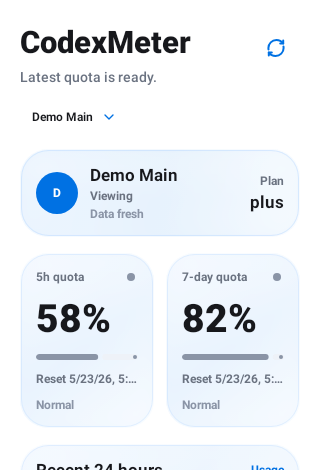 CodexMeter
Latest quota is ready.
Demo Main
D
Demo Main
Viewing
Data fresh
Plan
plus
5h quota
58%
Reset 5/23/26, 5:...
Normal
7-day quota
82%
Reset 5/23/26, 5:...
Normal
Recent 24 hours
Usage